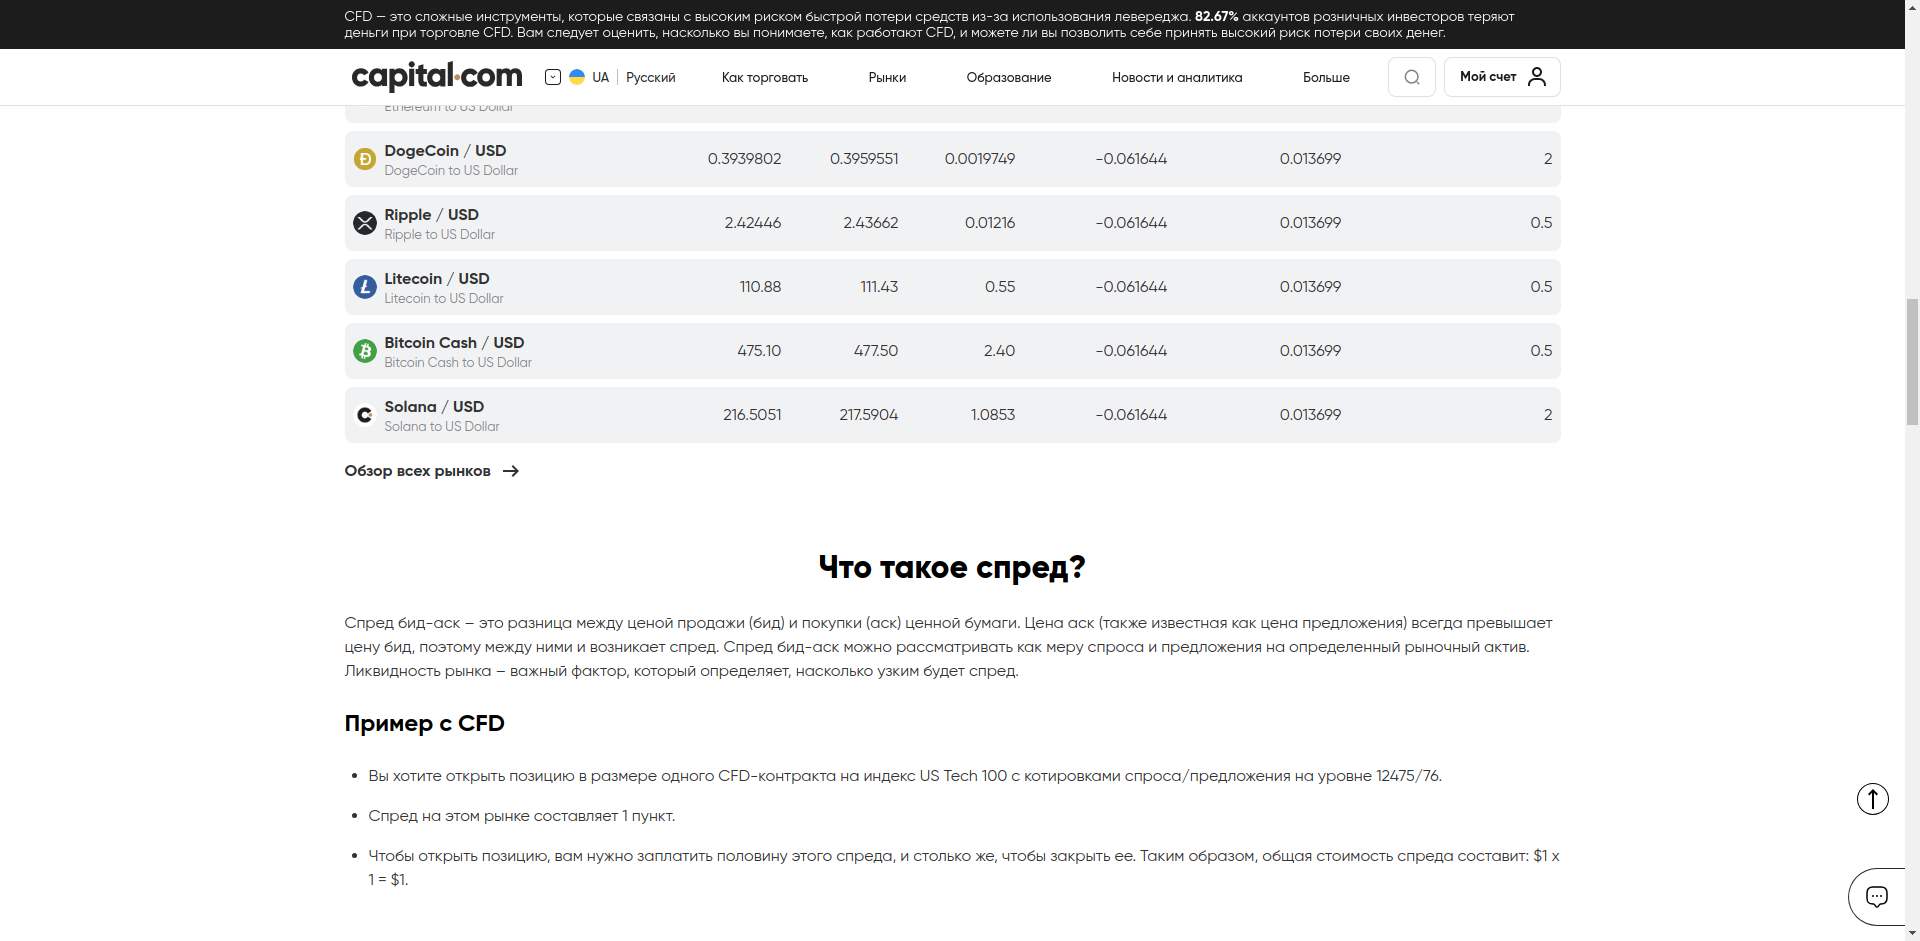 CFD — это сложные инструменты, которые связаны с высоким риском быстрой потери средств из-за использования левереджа. 82.67% аккаунтов розничных инвесторов теряют
деньги при торговле CFD. Вам следует оценить, насколько вы понимаете, как работают CFD, и можете ли вы позволить себе принять высокий риск потери своих денег.
capital.com UA Русский Как торговать Рынки Образование Новости и аналитика Больше Мой счет
Ethereum to US Dollar
DogeCoin / USD
DogeCoin to US Dollar
0.3939802 0.3959551 0.0019749 -0.061644 0.013699 2
Ripple / USD
Ripple to US Dollar
2.42446 2.43662 0.01216 -0.061644 0.013699 0.5
Litecoin / USD
Litecoin to US Dollar
110.88 111.43 0.55 -0.061644 0.013699 0.5
Bitcoin Cash / USD
Bitcoin Cash to US Dollar
475.10 477.50 2.40 -0.061644 0.013699 0.5
Solana / USD
Solana to US Dollar
216.5051 217.5904 1.0853 -0.061644 0.013699 2
Обзор всех рынков
Что такое спред?
Спред бид-аск – это разница между ценой продажи (бид) и покупки (аск) ценной бумаги. Цена аск (также известная как цена предложения) всегда превышает
цену бид, поэтому между ними и возникает спред. Спред бид-аск можно рассматривать как меру спроса и предложения на определенный рыночный актив.
Ликвидность рынка – важный фактор, который определяет, насколько узким будет спред.
Пример с CFD
• Вы хотите открыть позицию в размере одного CFD-контракта на индекс US Tech 100 с котировками спроса/предложения на уровне 12475/76.
• Спред на этом рынке составляет 1 пункт.
• Чтобы открыть позицию, вам нужно заплатить половину этого спреда, и столько же, чтобы закрыть ее. Таким образом, общая стоимость спреда составит: $1 x
1 = $1.